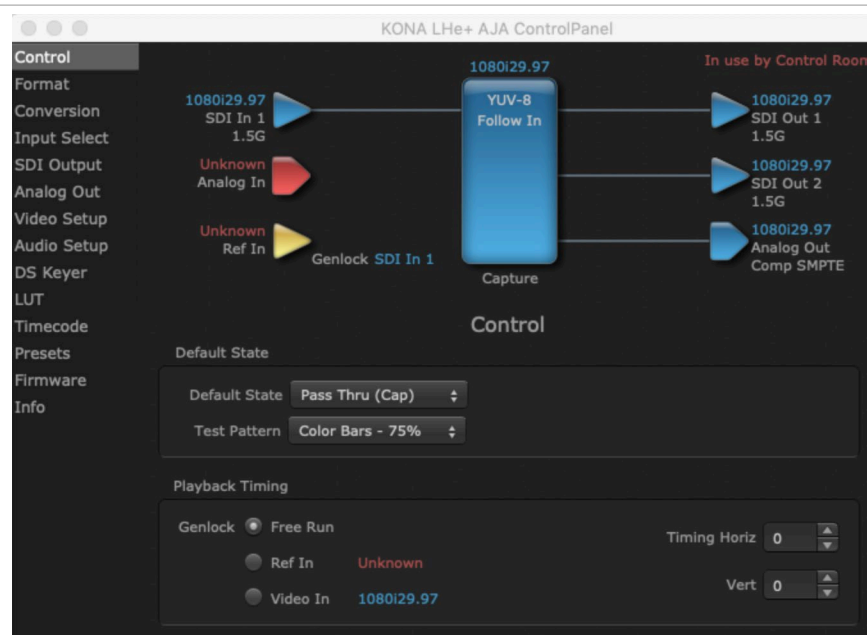 KONA LHe+ AJA ControlPanel
Control
Format
Conversion
Input Select
SDI Output
Analog Out
Video Setup
Audio Setup
DS Keyer
LUT
Timecode
Presets
Firmware
Info
In use by Control Roon
1080i29.97
YUV-8
Follow In
Capture
1080i29.97
SDI In 1
1.5G
Unknown
Analog In
Unknown
Ref In
Genlock SDI In 1
1080i29.97
SDI Out 1
1.5G
1080i29.97
SDI Out 2
1.5G
1080i29.97
Analog Out
Comp SMPTE
Control
Default State
Default State Pass Thru (Cap)
Test Pattern Color Bars - 75%
Playback Timing
Genlock Free Run
Ref In Unknown
Video In 1080i29.97
Timing Horiz 0
Vert 0